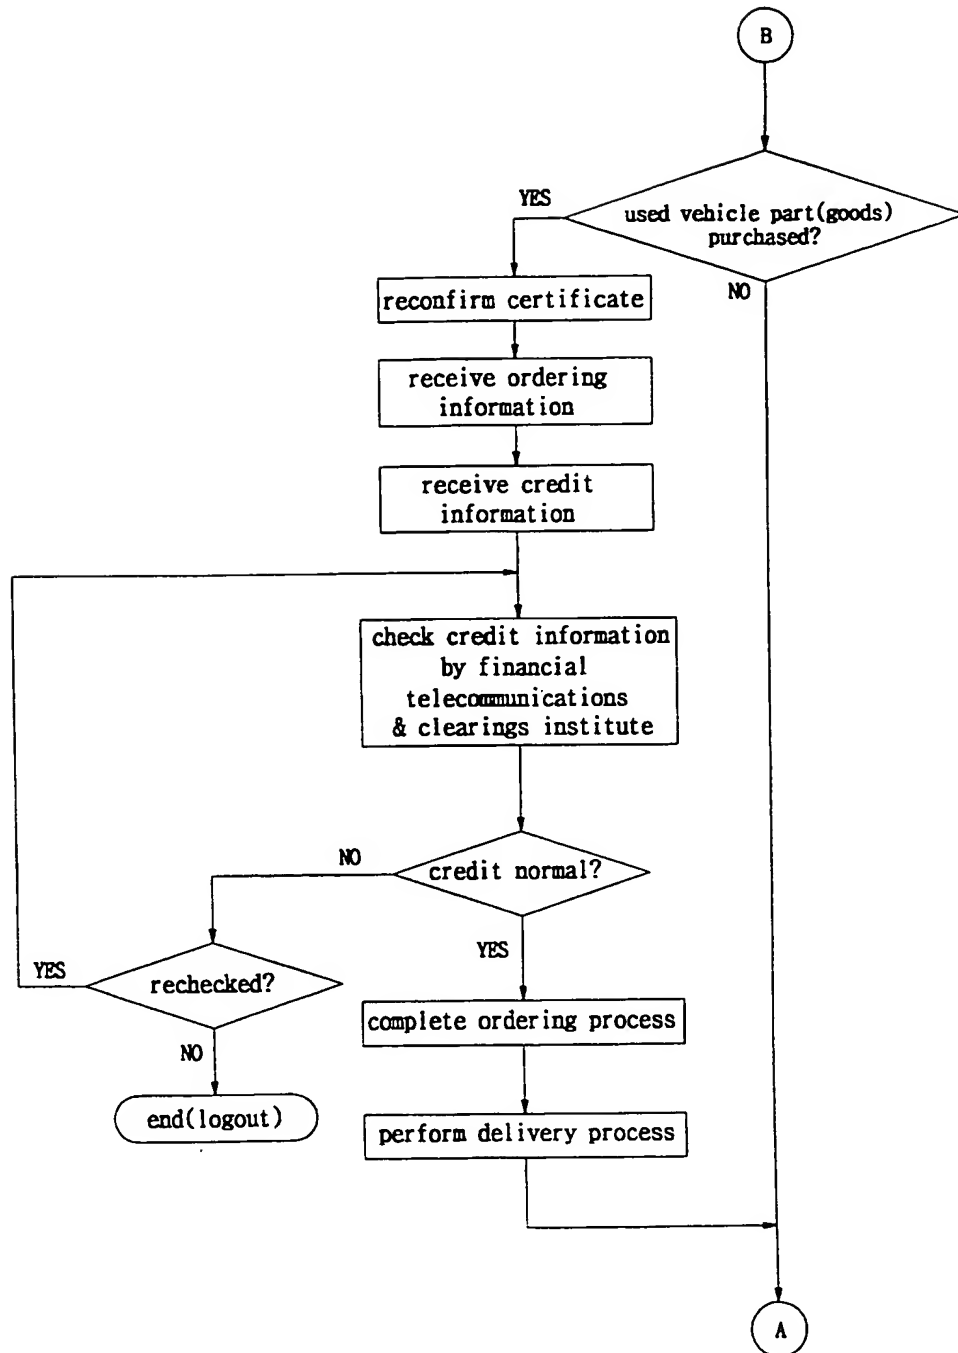 B
YES
used vehicle part(goods)
purchased?
NO
reconfirm certificate
receive ordering
information
receive credit
information
check credit information
by financial
telecommunications
& clearings institute
NO
credit normal?
YES
YES
rechecked?
NO
complete ordering process
end(logout)
perform delivery process
A